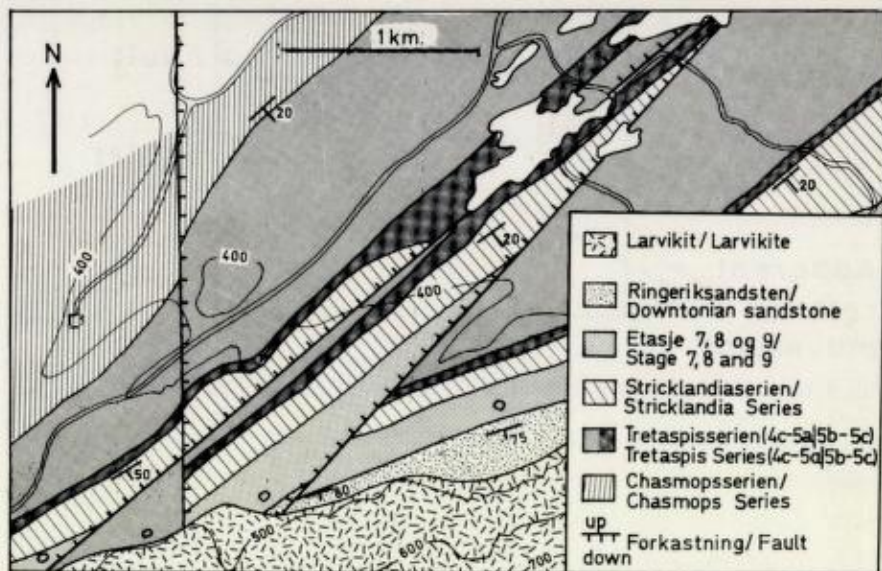 N
1 km.
20
400
400
20
20
400
50
75
80
500
600
700
Larvikit/Larvikite
Ringeriksandsten/
Downtonian sandstone
Etasje 7, 8 og 9/
Stage 7, 8 and 9
Stricklandiaserien/
Stricklandia Series
Tretaspisserien(4c-5a|5b-5c)
Tretaspis Series(4c-5a|5b-5c)
Chasmopsserien/
Chasmops Series
up
down
Forkastning/Fault